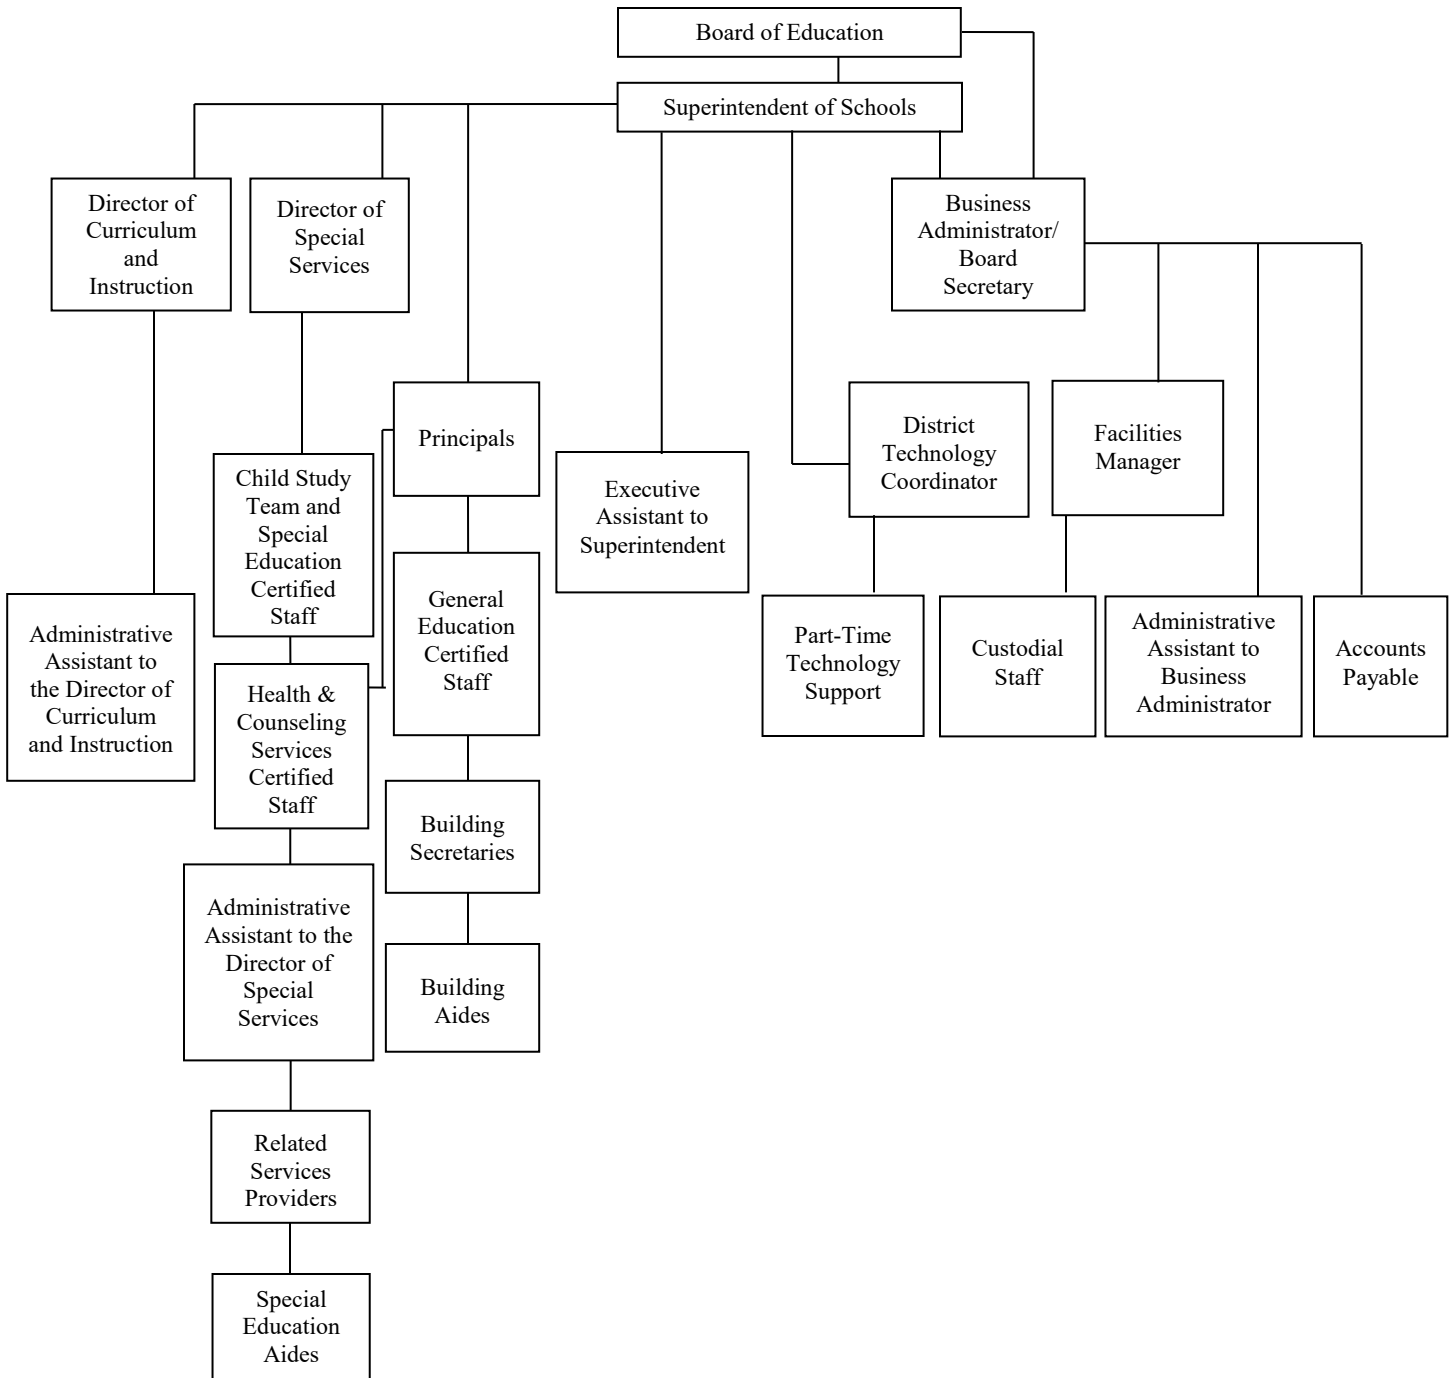 Board of Education
Superintendent of Schools
Director of
Curriculum
and
Instruction
Director of
Special
Services
Business
Administrator/
Board
Secretary
Principals
District
Technology
Coordinator
Facilities
Manager
Executive
Assistant to
Superintendent
Child Study
Team and
Special
Education
Certified
Staff
General
Education
Certified
Staff
Administrative
Assistant to
the Director of
Curriculum
and Instruction
Part-Time
Technology
Support
Custodial
Staff
Administrative
Assistant to
Business
Administrator
Accounts
Payable
Health &
Counseling
Services
Certified
Staff
Building
Secretaries
Administrative
Assistant to the
Director of
Special
Services
Building
Aides
Related
Services
Providers
Special
Education
Aides